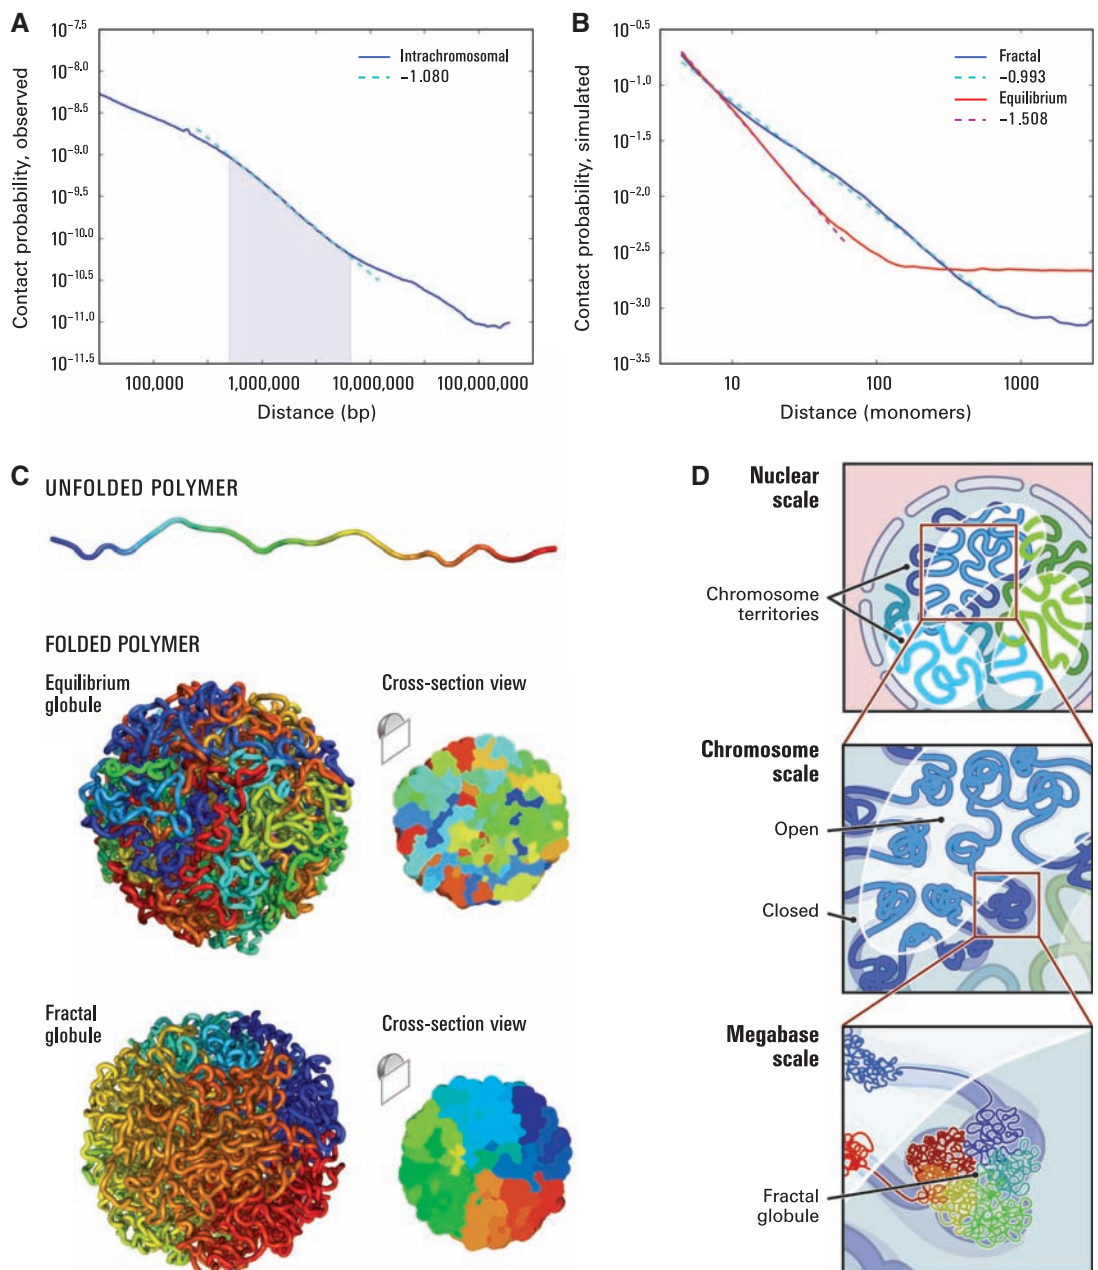 A
10^−7.5
10^−8.0
10^−8.5
10^−9.0
10^−9.5
10^−10.0
10^−10.5
10^−11.0
10^−11.5
Contact probability, observed
Intrachromosomal
−1.080
100,000 1,000,000 10,000,000 100,000,000
Distance (bp)
B
10^−0.5
10^−1.0
10^−1.5
10^−2.0
10^−2.5
10^−3.0
10^−3.5
Contact probability, simulated
Fractal
−0.993
Equilibrium
−1.508
10 100 1000
Distance (monomers)
C
UNFOLDED POLYMER
FOLDED POLYMER
Equilibrium
globule
Cross-section view
Fractal
globule
Cross-section view
D
Nuclear
scale
Chromosome
territories
Chromosome
scale
Open
Closed
Megabase
scale
Fractal
globule